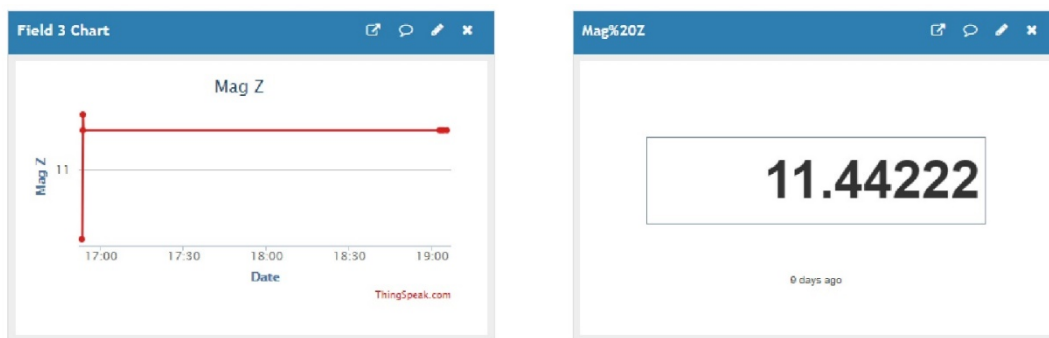 Field 3 Chart
Mag Z
Mag Z
11
17:00 17:30 18:00 18:30 19:00
Date
ThingSpeak.com
Mag%20Z
11.44222
9 days ago